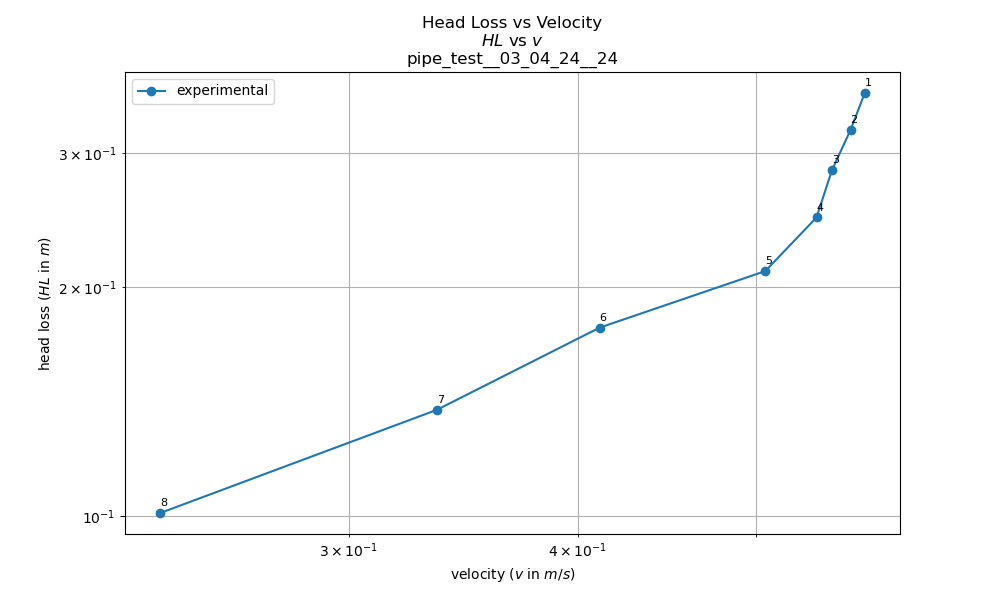 Head Loss vs Velocity
HL vs v
pipe_test__03_04_24__24
experimental
1
2
3
4
5
6
7
8
3 × 10⁻¹
2 × 10⁻¹
10⁻¹
head loss (HL in m)
3 × 10⁻¹
4 × 10⁻¹
velocity (v in m/s)